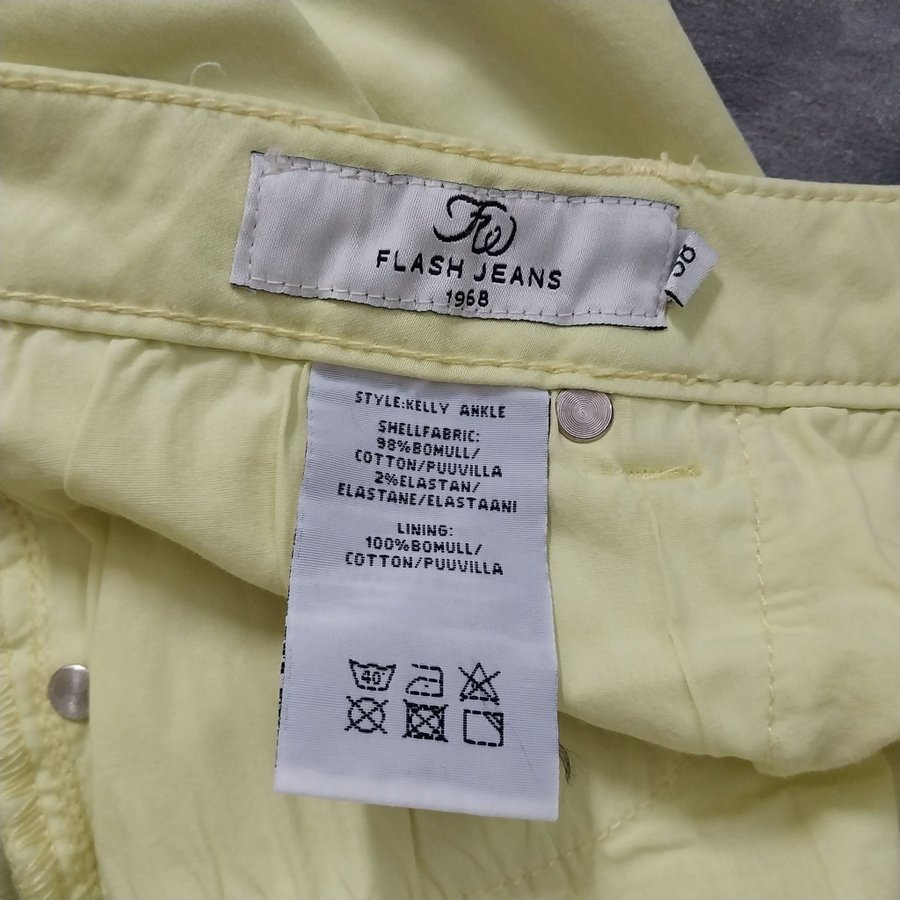 FW
FLASH JEANS
1968
38
STYLE:KELLY ANKLE
SHELLFABRIC:
98%BOMULL/
COTTON/PUUVILLA
2%ELASTAN/
ELASTANE/ELASTAANI
LINING:
100%BOMULL/
COTTON/PUUVILLA
40°